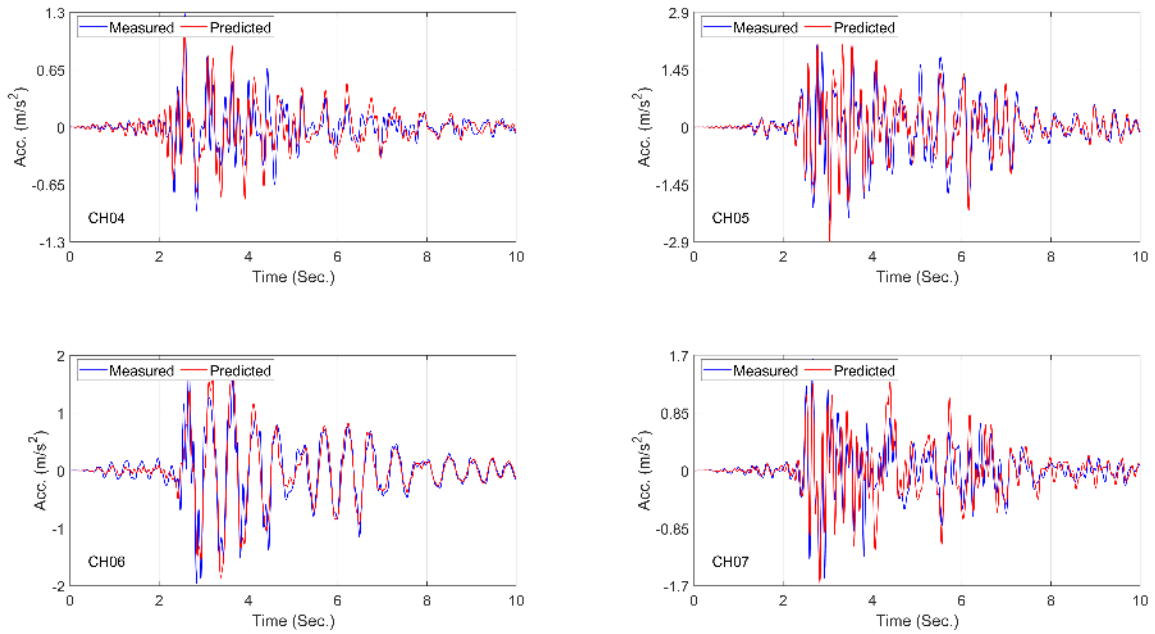 Measured Predicted
1.3
0.65
0
-0.65
-1.3
Acc. (m/s²)
CH04
0 2 4 6 8 10
Time (Sec.)
Measured Predicted
2.9
1.45
0
-1.45
-2.9
Acc. (m/s²)
CH05
0 2 4 6 8 10
Time (Sec.)
Measured Predicted
2
1
0
-1
-2
Acc. (m/s²)
CH06
0 2 4 6 8 10
Time (Sec.)
Measured Predicted
1.7
0.85
0
-0.85
-1.7
Acc. (m/s²)
CH07
0 2 4 6 8 10
Time (Sec.)